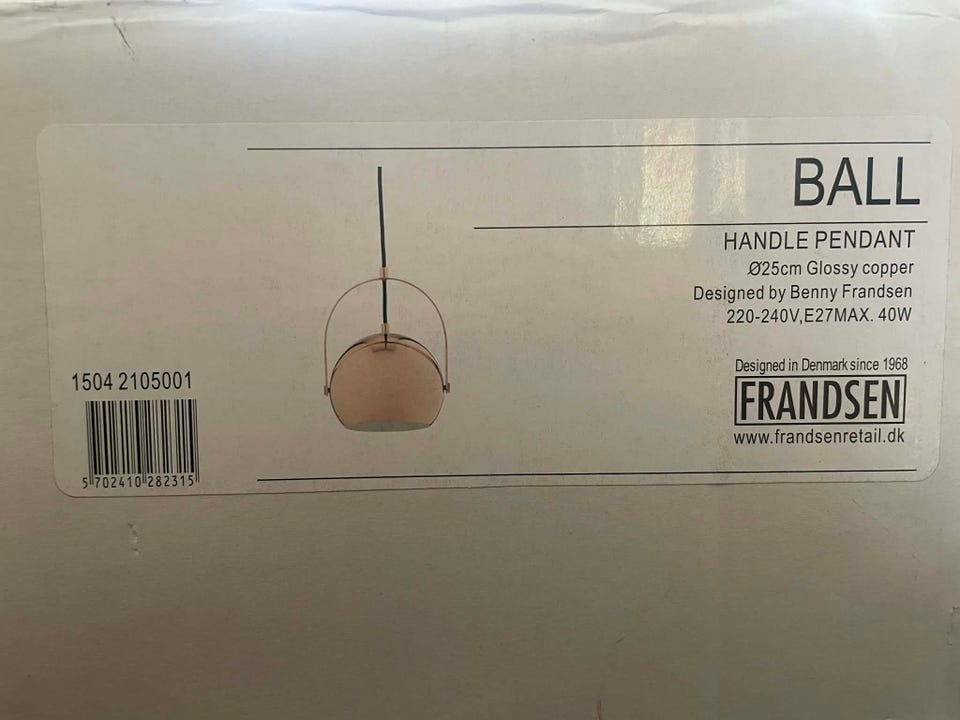 BALL
HANDLE PENDANT
Ø25cm Glossy copper
Designed by Benny Frandsen
220-240V,E27MAX. 40W
1504 2105001
5 702410 282315
Designed in Denmark since 1968
FRANDSEN
www.frandsenretail.dk